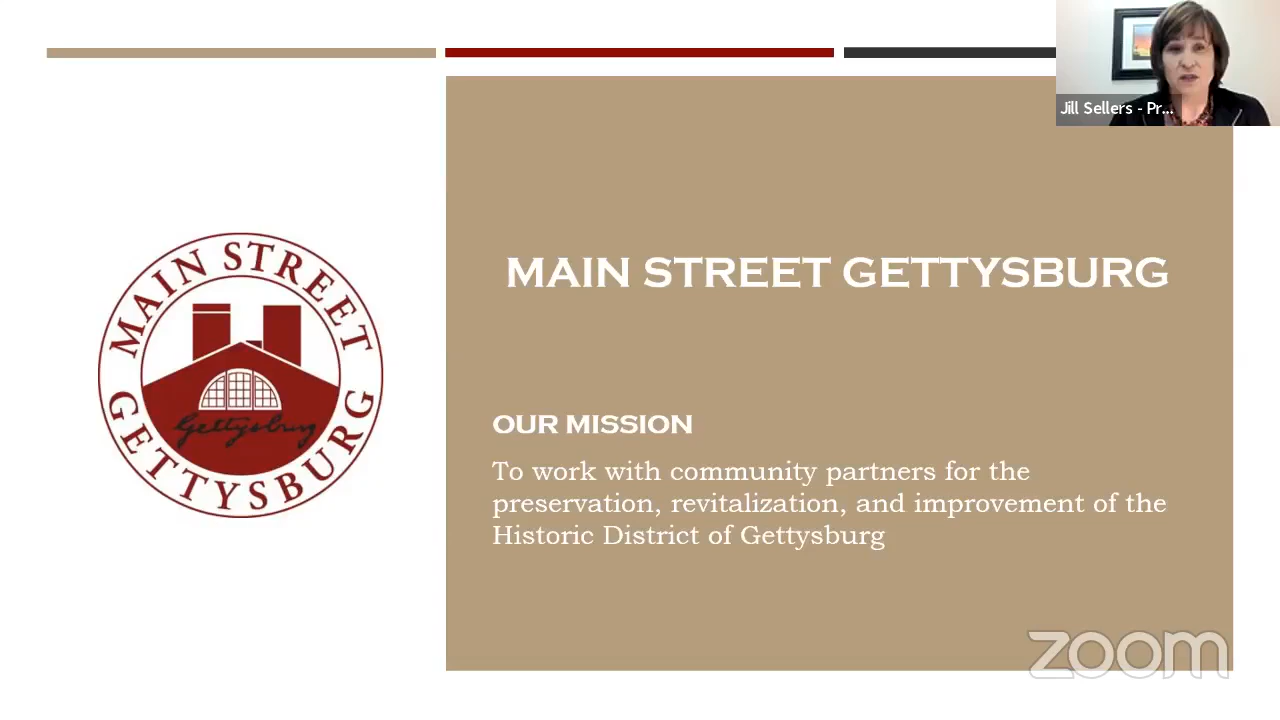 Jill Sellers - Pr...
MAIN STREET
GETTYSBURG
Gettysburg
MAIN STREET GETTYSBURG
OUR MISSION
To work with community partners for the
preservation, revitalization, and improvement of the
Historic District of Gettysburg
zoom